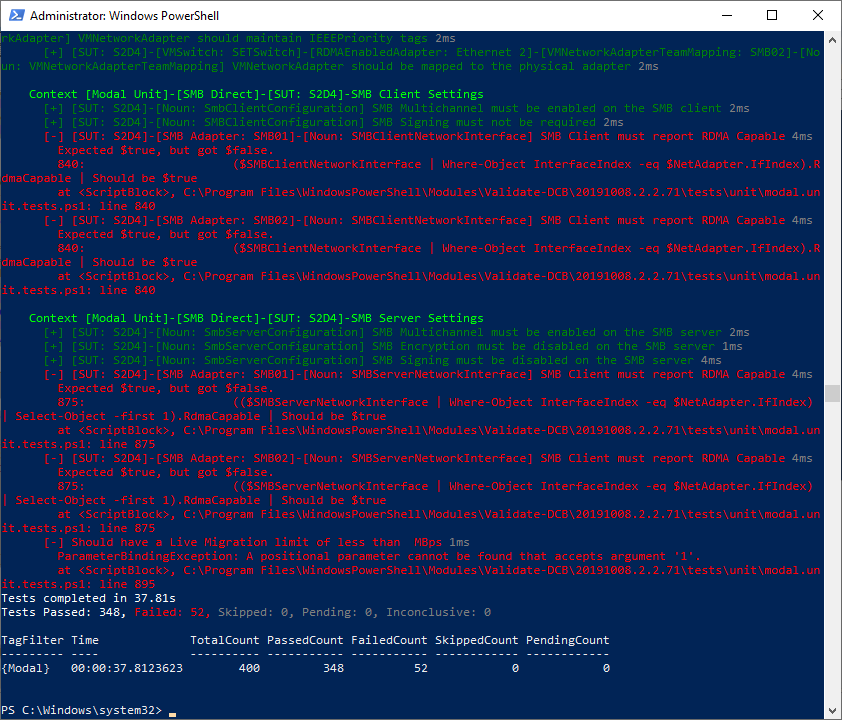 Administrator: Windows PowerShell
rkAdapter] VMNetworkAdapter should maintain IEEEPriority tags 2ms
[+] [SUT: S2D4]-[VMSwitch: SETSwitch]-[RDMAEnabledAdapter: Ethernet 2]-[VMNetworkAdapterTeamMapping: SMB02]-[No
un: VMNetworkAdapterTeamMapping] VMNetworkAdapter should be mapped to the physical adapter 2ms
Context [Modal Unit]-[SMB Direct]-[SUT: S2D4]-SMB Client Settings
[+] [SUT: S2D4]-[Noun: SmbClientConfiguration] SMB Multichannel must be enabled on the SMB client 2ms
[+] [SUT: S2D4]-[Noun: SmbClientConfiguration] SMB Signing must not be required 2ms
[-] [SUT: S2D4]-[SMB Adapter: SMB01]-[Noun: SMBClientNetworkInterface] SMB Client must report RDMA Capable 4ms
Expected $true, but got $false.
840:                     ($SMBClientNetworkInterface | Where-Object InterfaceIndex -eq $NetAdapter.IfIndex).R
dmaCapable | Should be $true
at <ScriptBlock>, C:\Program Files\WindowsPowerShell\Modules\Validate-DCB\20191008.2.2.71\tests\unit\modal.un
it.tests.ps1: line 840
[-] [SUT: S2D4]-[SMB Adapter: SMB02]-[Noun: SMBClientNetworkInterface] SMB Client must report RDMA Capable 4ms
Expected $true, but got $false.
840:                     ($SMBClientNetworkInterface | Where-Object InterfaceIndex -eq $NetAdapter.IfIndex).R
dmaCapable | Should be $true
at <ScriptBlock>, C:\Program Files\WindowsPowerShell\Modules\Validate-DCB\20191008.2.2.71\tests\unit\modal.un
it.tests.ps1: line 840
Context [Modal Unit]-[SMB Direct]-[SUT: S2D4]-SMB Server Settings
[+] [SUT: S2D4]-[Noun: SmbServerConfiguration] SMB Multichannel must be enabled on the SMB server 2ms
[+] [SUT: S2D4]-[Noun: SmbServerConfiguration] SMB Encryption must be disabled on the SMB server 1ms
[+] [SUT: S2D4]-[Noun: SmbServerConfiguration] SMB Signing must be disabled on the SMB server 4ms
[-] [SUT: S2D4]-[SMB Adapter: SMB01]-[Noun: SMBServerNetworkInterface] SMB Client must report RDMA Capable 4ms
Expected $true, but got $false.
875:                     (($SMBServerNetworkInterface | Where-Object InterfaceIndex -eq $NetAdapter.IfIndex)
| Select-Object -first 1).RdmaCapable | Should be $true
at <ScriptBlock>, C:\Program Files\WindowsPowerShell\Modules\Validate-DCB\20191008.2.2.71\tests\unit\modal.un
it.tests.ps1: line 875
[-] [SUT: S2D4]-[SMB Adapter: SMB02]-[Noun: SMBServerNetworkInterface] SMB Client must report RDMA Capable 4ms
Expected $true, but got $false.
875:                     (($SMBServerNetworkInterface | Where-Object InterfaceIndex -eq $NetAdapter.IfIndex)
| Select-Object -first 1).RdmaCapable | Should be $true
at <ScriptBlock>, C:\Program Files\WindowsPowerShell\Modules\Validate-DCB\20191008.2.2.71\tests\unit\modal.un
it.tests.ps1: line 875
[-] Should have a Live Migration limit of less than  MBps 1ms
ParameterBindingException: A positional parameter cannot be found that accepts argument '1'.
at <ScriptBlock>, C:\Program Files\WindowsPowerShell\Modules\Validate-DCB\20191008.2.2.71\tests\unit\modal.un
it.tests.ps1: line 895
Tests completed in 37.81s
Tests Passed: 348, Failed: 52, Skipped: 0, Pending: 0, Inconclusive: 0
TagFilter Time             TotalCount PassedCount FailedCount SkippedCount PendingCount
--------- ----             ---------- ----------- ----------- ------------ ------------
{Modal}   00:00:37.8123623        400         348          52            0            0
PS C:\Windows\system32> _